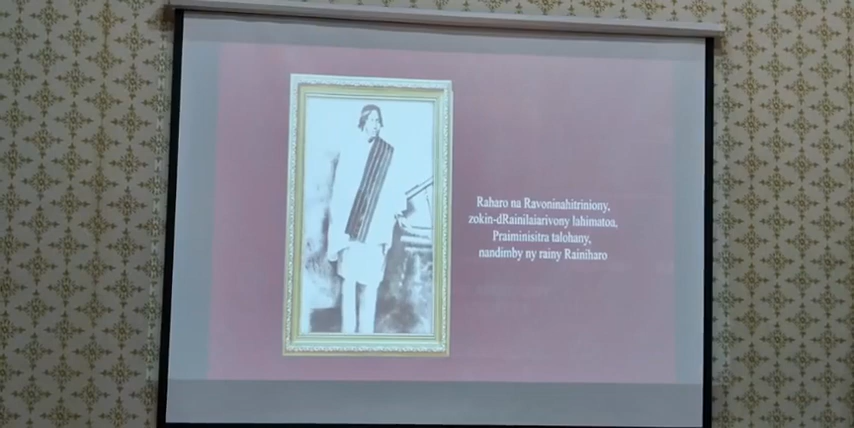 Raharo na Ravoninahitriniony,
zokin-dRainilaiarivony lahimatoa,
Praiminisitra talohany,
nandimby ny rainy Rainiharo